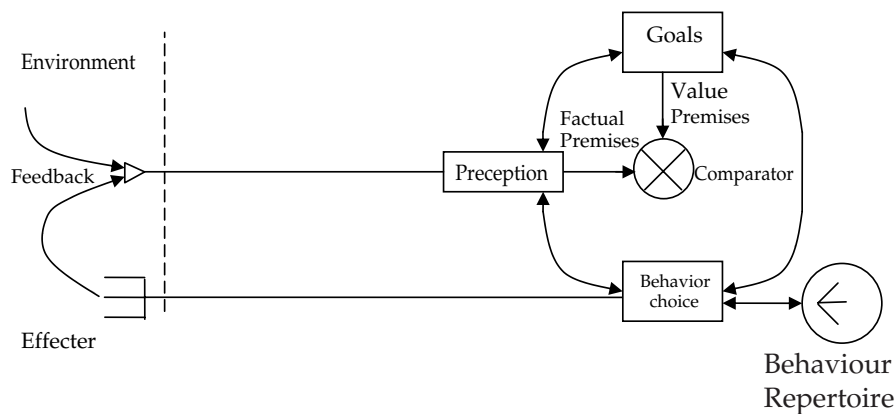 Goals
Environment
Value
Premises
Factual
Premises
Feedback
Preception
Comparator
Behavior
choice
Effecter
Behaviour
Repertoire